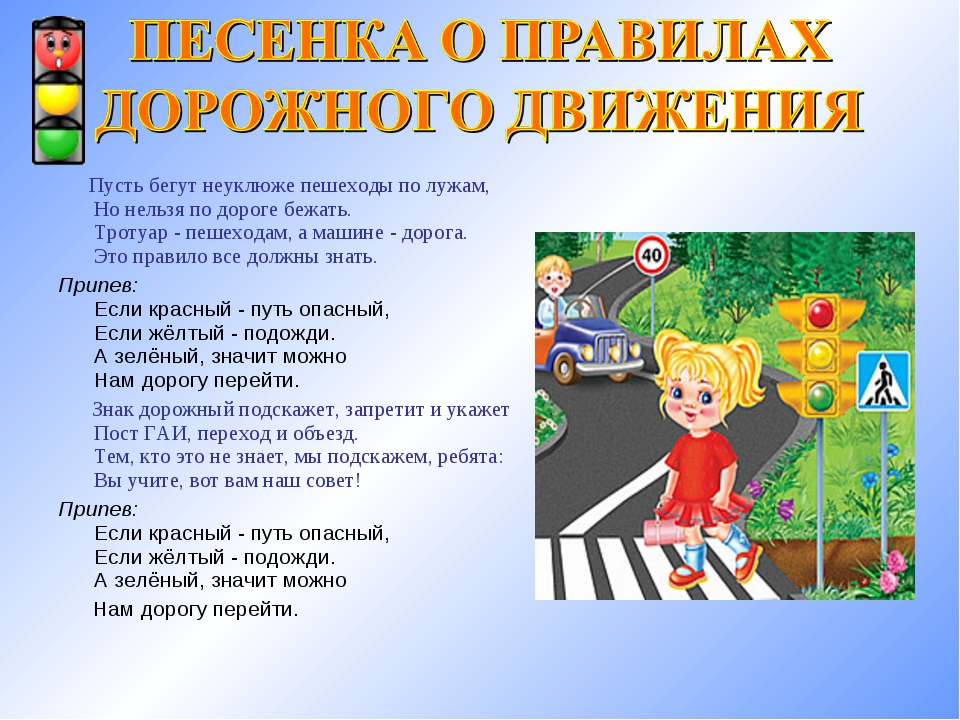 ПЕСЕНКА О ПРАВИЛАХ
ДОРОЖНОГО ДВИЖЕНИЯ
Пусть бегут неуклюже пешеходы по лужам,
Но нельзя по дороге бежать.
Тротуар - пешеходам, а машине - дорога.
Это правило все должны знать.
Припев:
Если красный - путь опасный,
Если жёлтый - подожди.
А зелёный, значит можно
Нам дорогу перейти.
Знак дорожный подскажет, запретит и укажет
Пост ГАИ, переход и объезд.
Тем, кто это не знает, мы подскажем, ребята:
Вы учите, вот вам наш совет!
Припев:
Если красный - путь опасный,
Если жёлтый - подожди.
А зелёный, значит можно
Нам дорогу перейти.
40